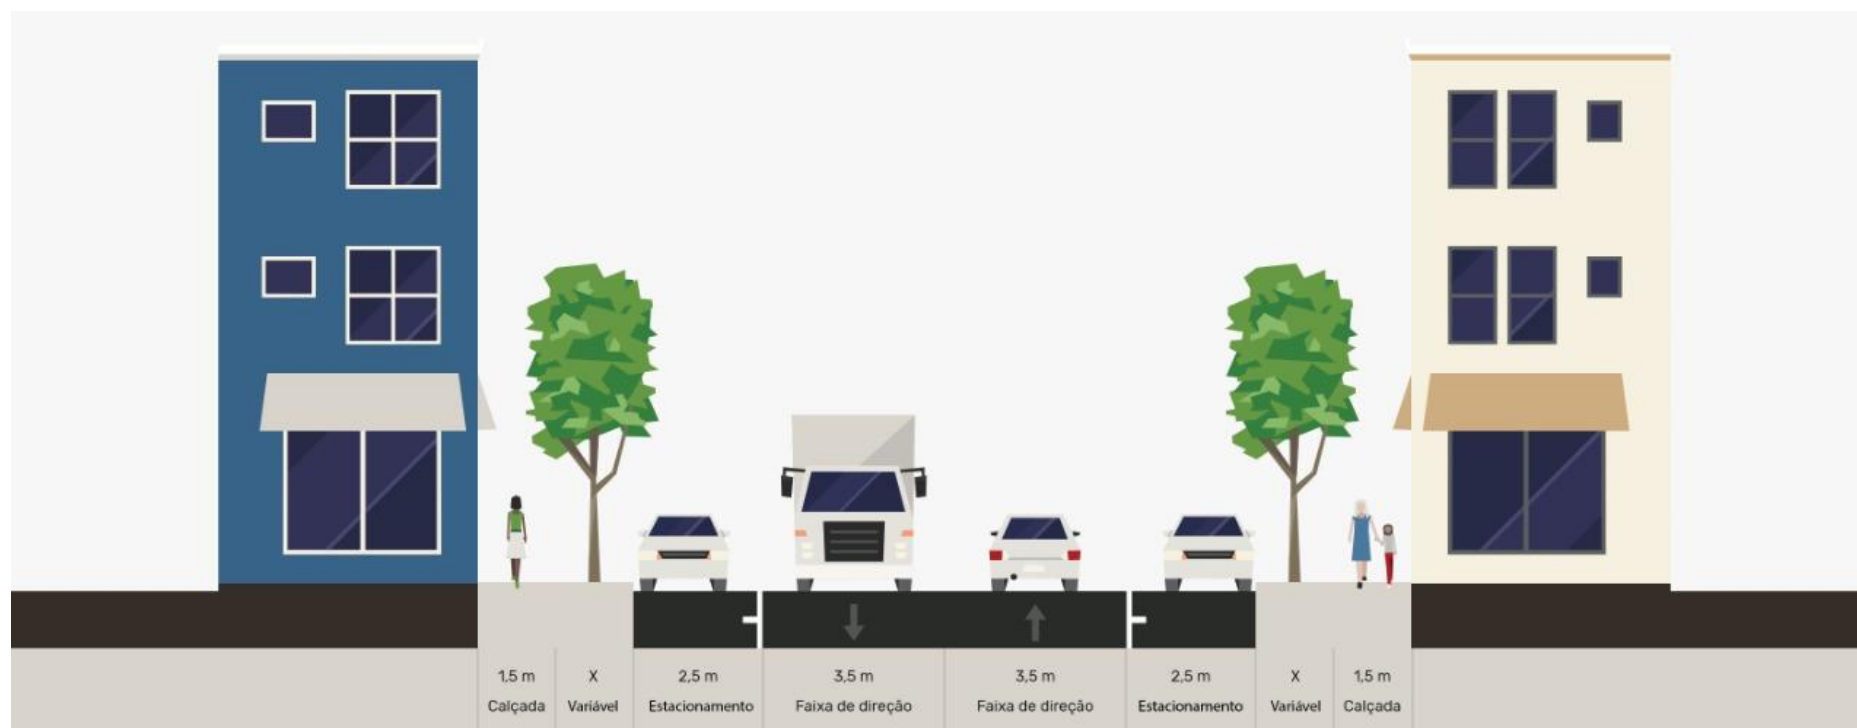 1,5 m
X
2,5 m
3,5 m
3,5 m
2,5 m
X
1,5 m
Calçada
Variável
Estacionamento
Faixa de direção
Faixa de direção
Estacionamento
Variável
Calçada